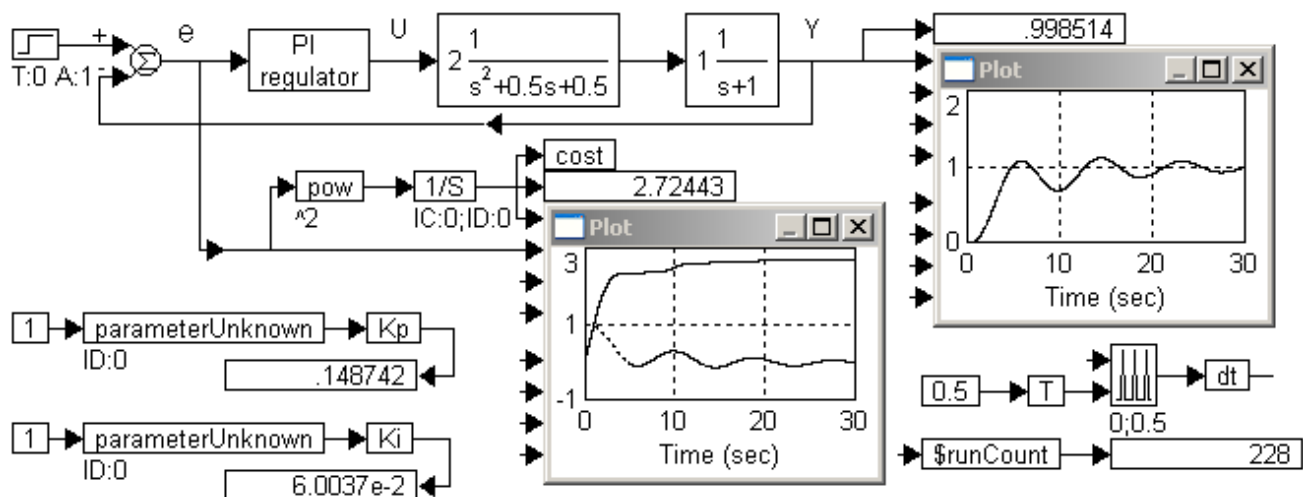 +
T:0 A:1
-
Σ
e
PI
regulator
U
2 1
s²+0.5s+0.5
1 1
s+1
Y
.998514
Plot
2
1
0
0 10 20 30
Time (sec)
pow
^2
1/S
IC:0;ID:0
cost
2.72443
Plot
3
1
-1
0 10 20 30
Time (sec)
1
parameterUnknown
ID:0
Kp
.148742
1
parameterUnknown
ID:0
Ki
6.0037e-2
0.5
T
0;0.5
dt
$runCount
228